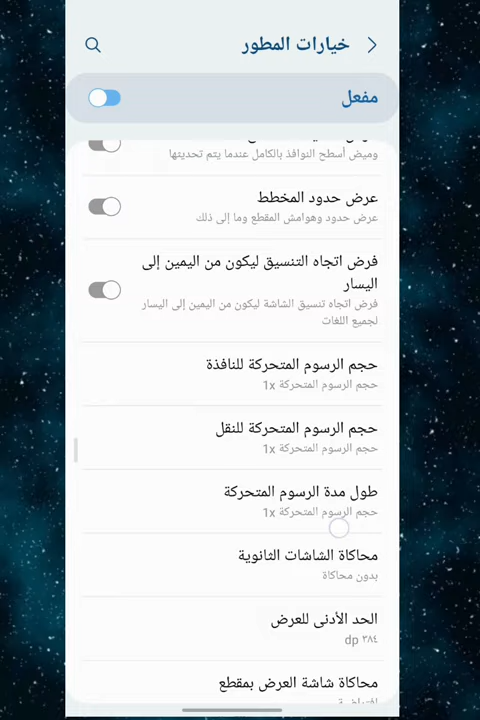 خيارات المطور
مفعل
وميض أسطح النوافذ بالكامل عندما يتم تحديثها
عرض حدود المخطط
عرض حدود وهوامش المقطع وما إلى ذلك
فرض اتجاه التنسيق ليكون من اليمين إلى
اليسار
فرض اتجاه تنسيق الشاشة ليكون من اليمين إلى اليسار
لجميع اللغات
حجم الرسوم المتحركة للنافذة
حجم الرسوم المتحركة 1x
حجم الرسوم المتحركة للنقل
حجم الرسوم المتحركة 1x
طول مدة الرسوم المتحركة
حجم الرسوم المتحركة 1x
محاكاة الشاشات الثانوية
بدون محاكاة
الحد الأدنى للعرض
٣٨٤ dp
محاكاة شاشة العرض بمقطع